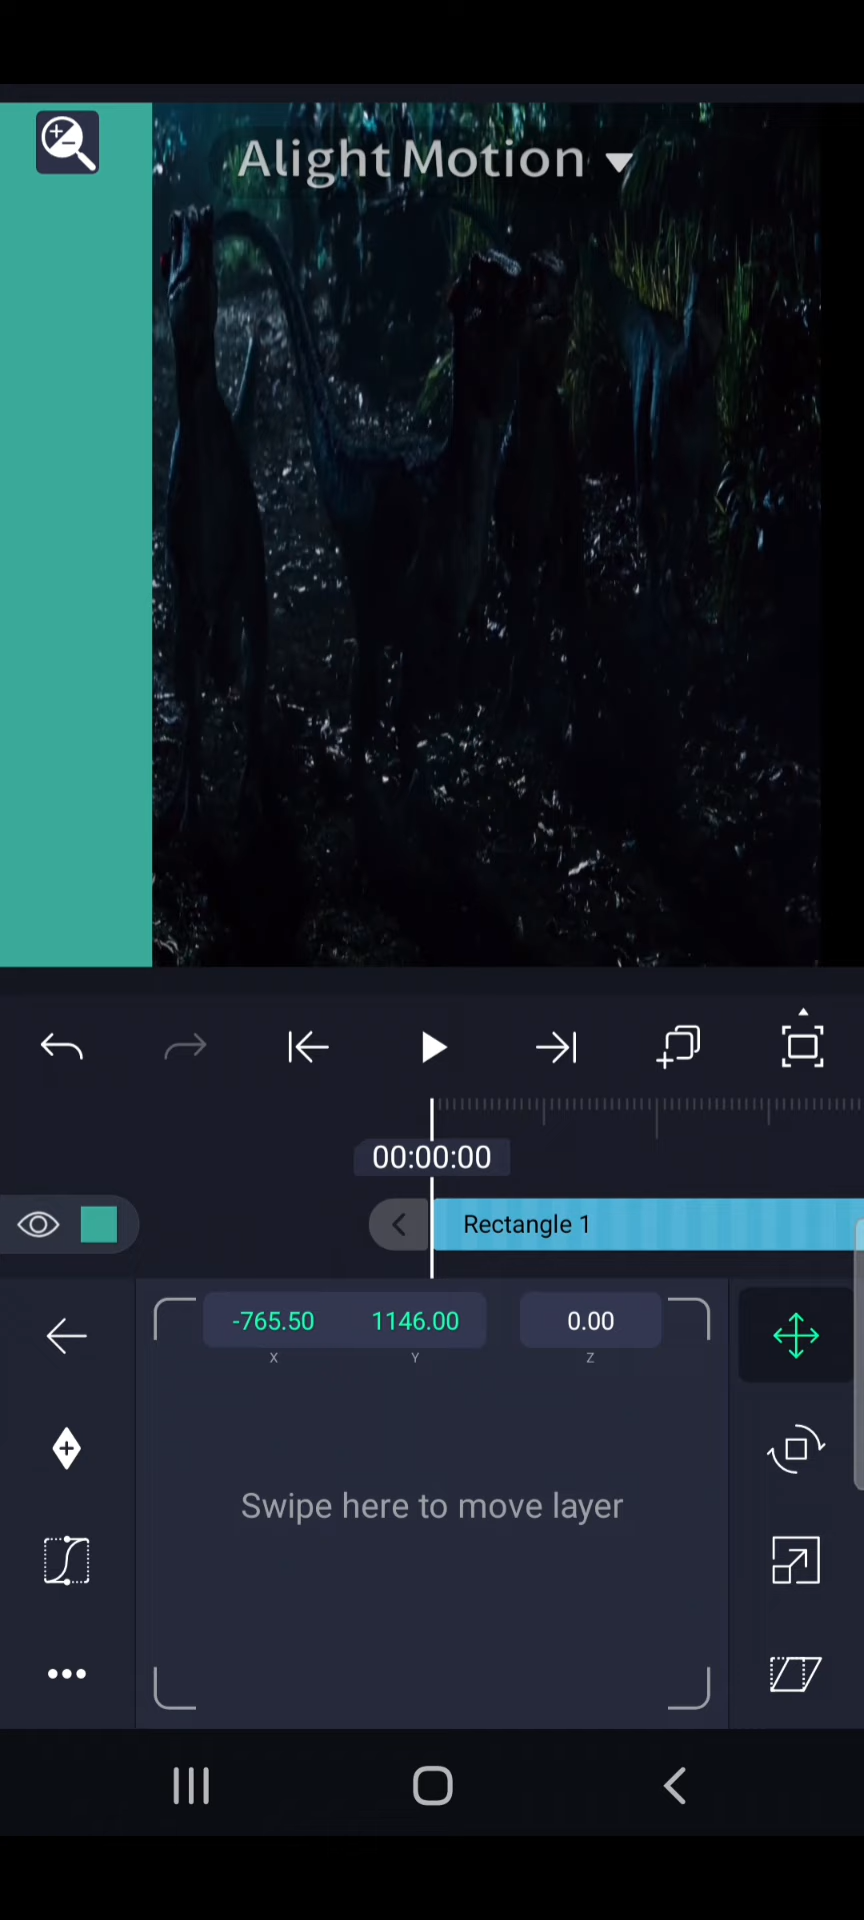 Alight Motion
00:00:00
Rectangle 1
-765.50 1146.00 0.00
X Y Z
Swipe here to move layer